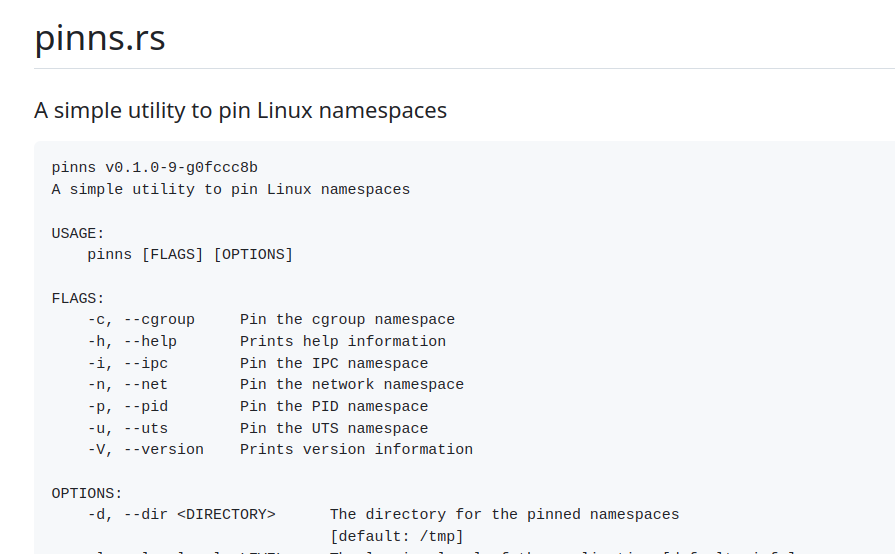 pinns.rs
A simple utility to pin Linux namespaces
pinns v0.1.0-9-g0fccc8b
A simple utility to pin Linux namespaces
USAGE:
pinns [FLAGS] [OPTIONS]
FLAGS:
-c, --cgroup Pin the cgroup namespace
-h, --help Prints help information
-i, --ipc Pin the IPC namespace
-n, --net Pin the network namespace
-p, --pid Pin the PID namespace
-u, --uts Pin the UTS namespace
-V, --version Prints version information
OPTIONS:
-d, --dir <DIRECTORY> The directory for the pinned namespaces
[default: /tmp]